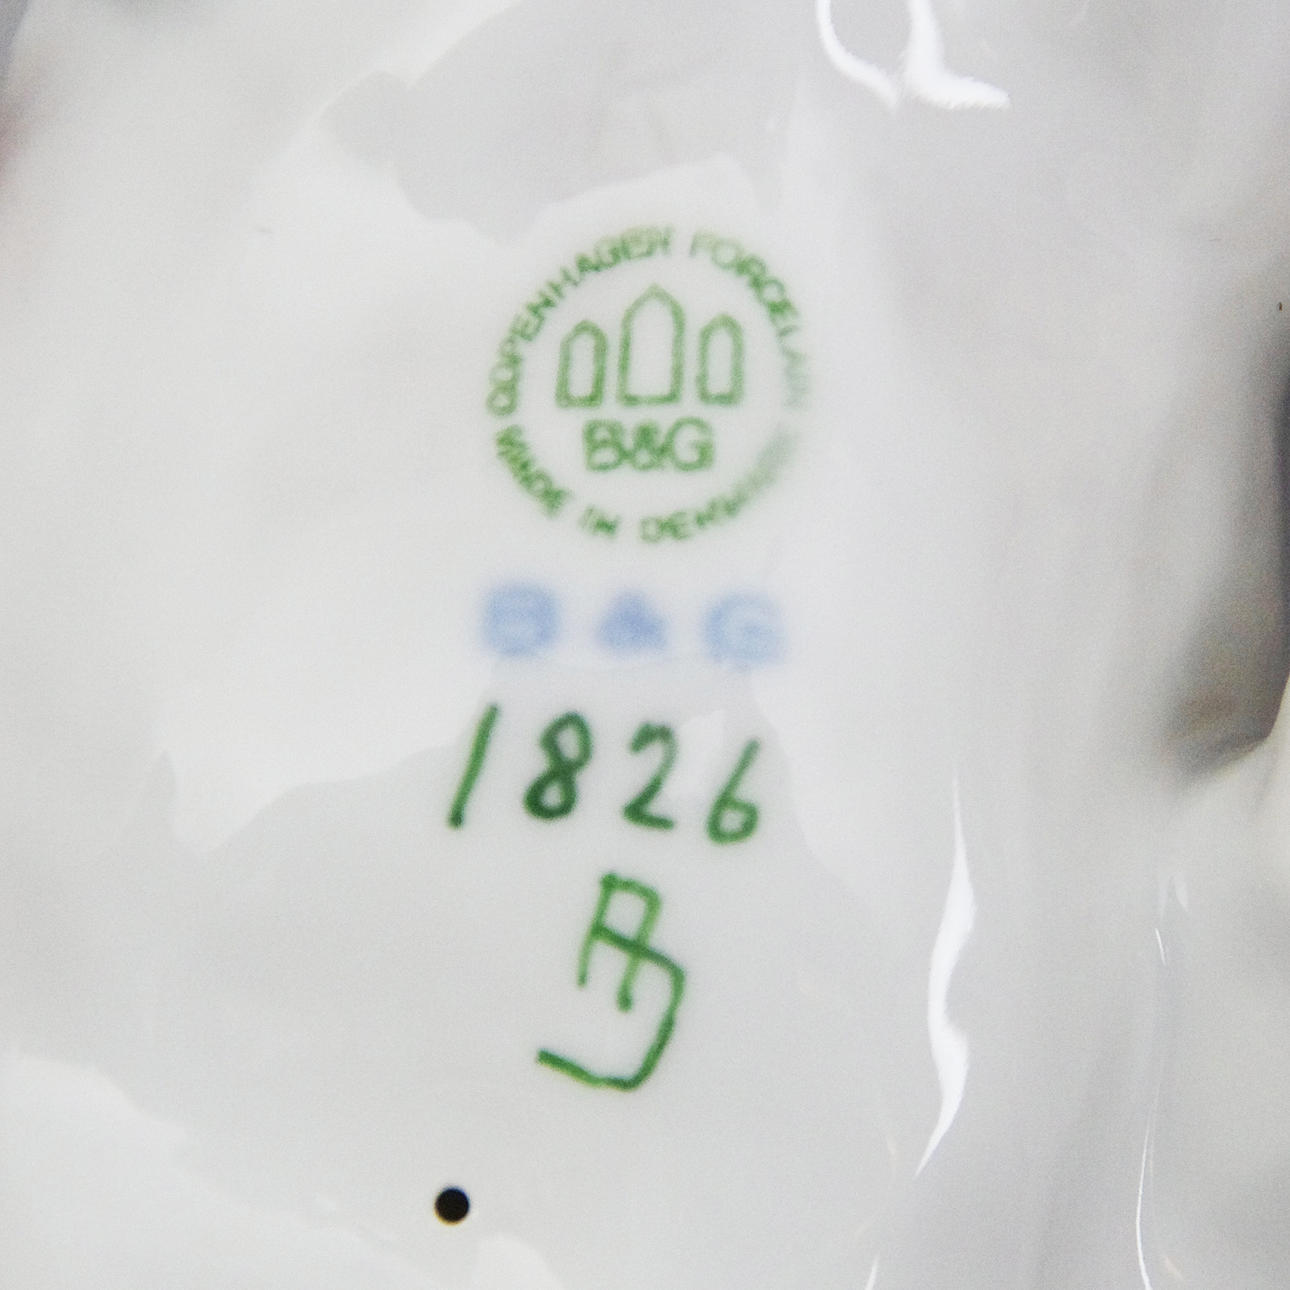 COPENHAGEN PORCELAIN
B&G
MADE IN DENMARK
B & G
1826